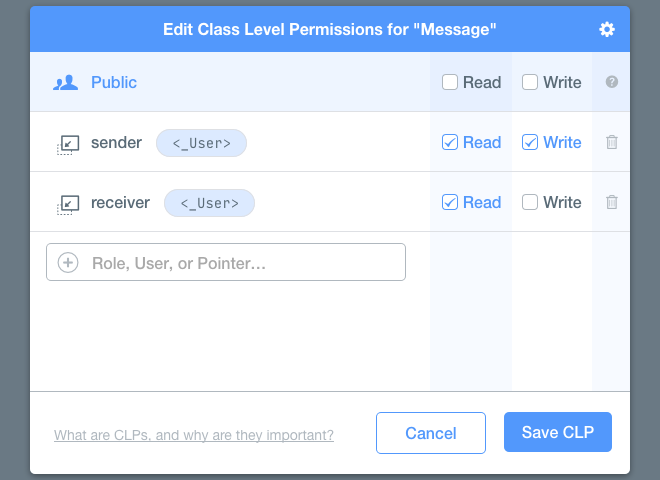 Edit Class Level Permissions for "Message"
Public Read Write ?
sender <_User> Read Write
receiver <_User> Read Write
Role, User, or Pointer...
What are CLPs, and why are they important? Cancel Save CLP